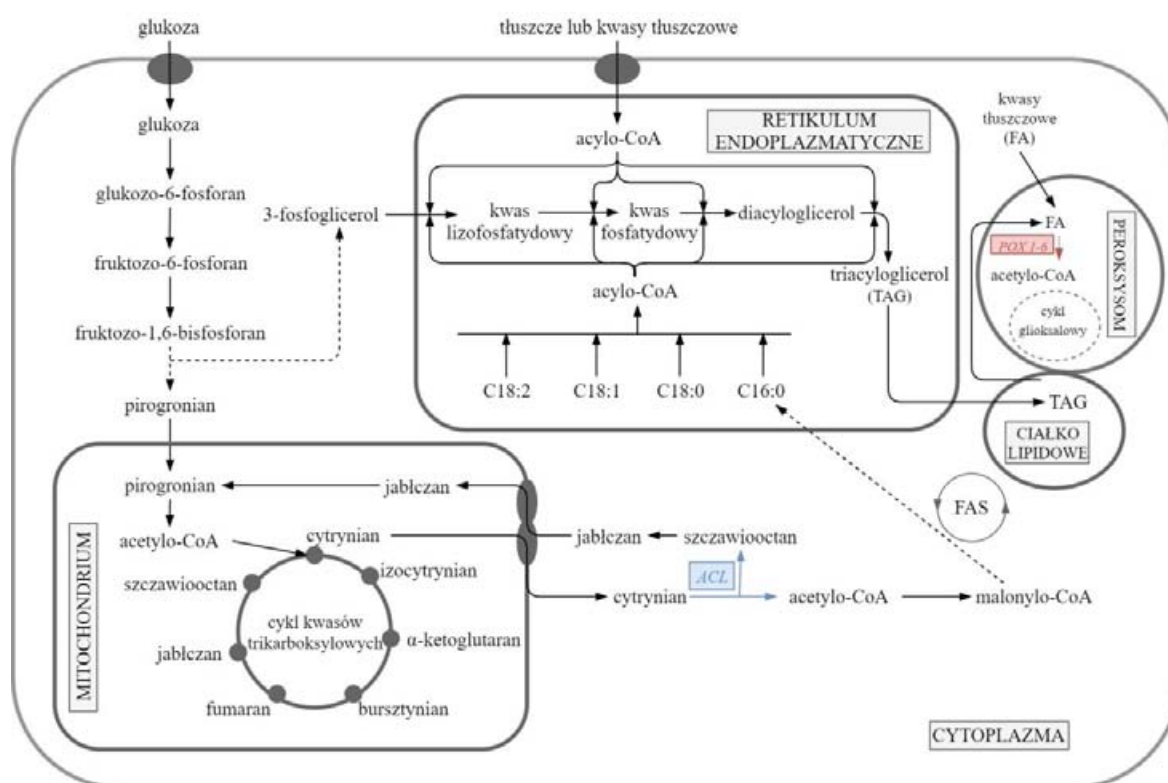 glukoza
tłuszcze lub kwasy tłuszczowe
glukoza
glukozo-6-fosforan
fruktozo-6-fosforan
fruktozo-1,6-bisfosforan
pirogronian
3-fosfoglicerol
RETIKULUM
ENDOPLAZMATYCZNE
acylo-CoA
kwas
lizofosfatydowy
kwas
fosfatydowy
diacyloglicerol
triacyloglicerol
(TAG)
acylo-CoA
C18:2
C18:1
C18:0
C16:0
kwasy
tłuszczowe
(FA)
PEROKSYSOM
FA
POX 1-6
acetylo-CoA
cykl
glioksalowy
TAG
CIAŁKO
LIPIDOWE
MITOCHONDRIUM
pirogronian
jabłczan
acetylo-CoA
cytrynian
szczawiooctan
izocytrynian
cykl kwasów
trikarboksylowych
α-ketoglutaran
jabłczan
fumaran
bursztynian
jabłczan
szczawiooctan
cytrynian
ACL
acetylo-CoA
malonylo-CoA
FAS
CYTOPLAZMA